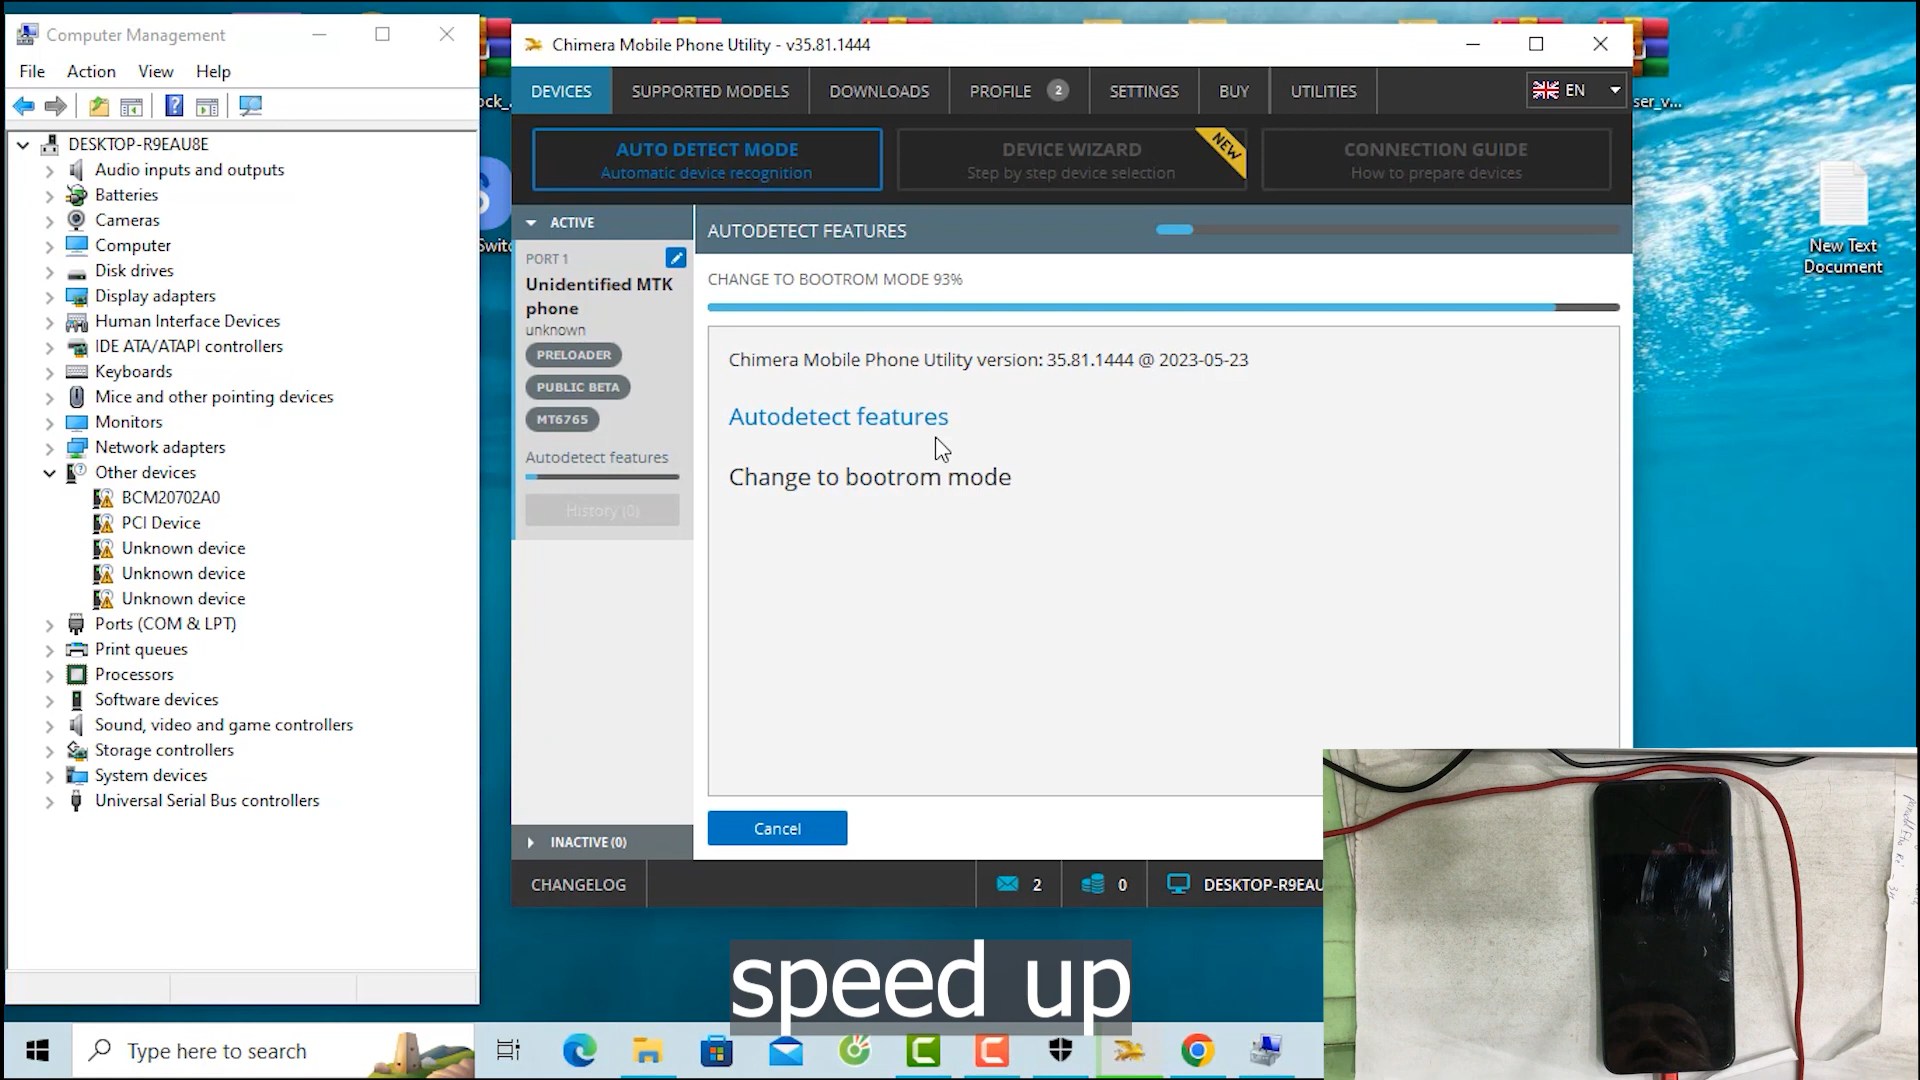 Computer Management
File Action View Help
DESKTOP-R9EAU8E
Audio inputs and outputs
Batteries
Cameras
Computer
Disk drives
Display adapters
Human Interface Devices
IDE ATA/ATAPI controllers
Keyboards
Mice and other pointing devices
Monitors
Network adapters
Other devices
BCM20702A0
PCI Device
Unknown device
Unknown device
Unknown device
Ports (COM & LPT)
Print queues
Processors
Software devices
Sound, video and game controllers
Storage controllers
System devices
Universal Serial Bus controllers
Chimera Mobile Phone Utility - v35.81.1444
DEVICES SUPPORTED MODELS DOWNLOADS PROFILE 2 SETTINGS BUY UTILITIES EN
AUTO DETECT MODE
Automatic device recognition
DEVICE WIZARD
Step by step device selection
NEW
CONNECTION GUIDE
How to prepare devices
ACTIVE
PORT 1
Unidentified MTK
phone
unknown
PRELOADER
PUBLIC BETA
MT6765
Autodetect features
History (0)
INACTIVE (0)
AUTODETECT FEATURES
CHANGE TO BOOTROM MODE 93%
Chimera Mobile Phone Utility version: 35.81.1444 @ 2023-05-23
Autodetect features
Change to bootrom mode
Cancel
CHANGELOG 2 0 DESKTOP-R9EAU
ock_...
Switc
ser_v...
New Text
Document
speed up
Type here to search